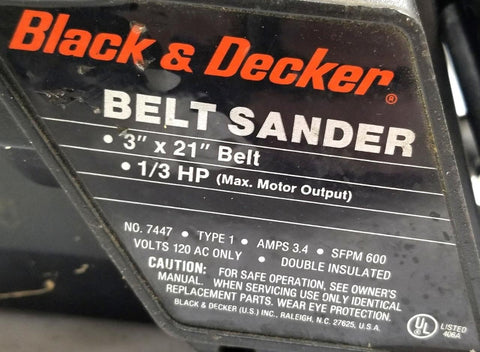 Black & Decker®
BELT SANDER
• 3" x 21" Belt
• 1/3 HP (Max. Motor Output)
NO. 7447 • TYPE 1 • AMPS 3.4 • SFPM 600
VOLTS 120 AC ONLY • DOUBLE INSULATED
CAUTION: FOR SAFE OPERATION, SEE OWNER'S
MANUAL. WHEN SERVICING USE ONLY IDENTICAL
REPLACEMENT PARTS. WEAR EYE PROTECTION.
BLACK & DECKER (U.S.) INC., RALEIGH, N.C. 27625, U.S.A.
UL LISTED
406A